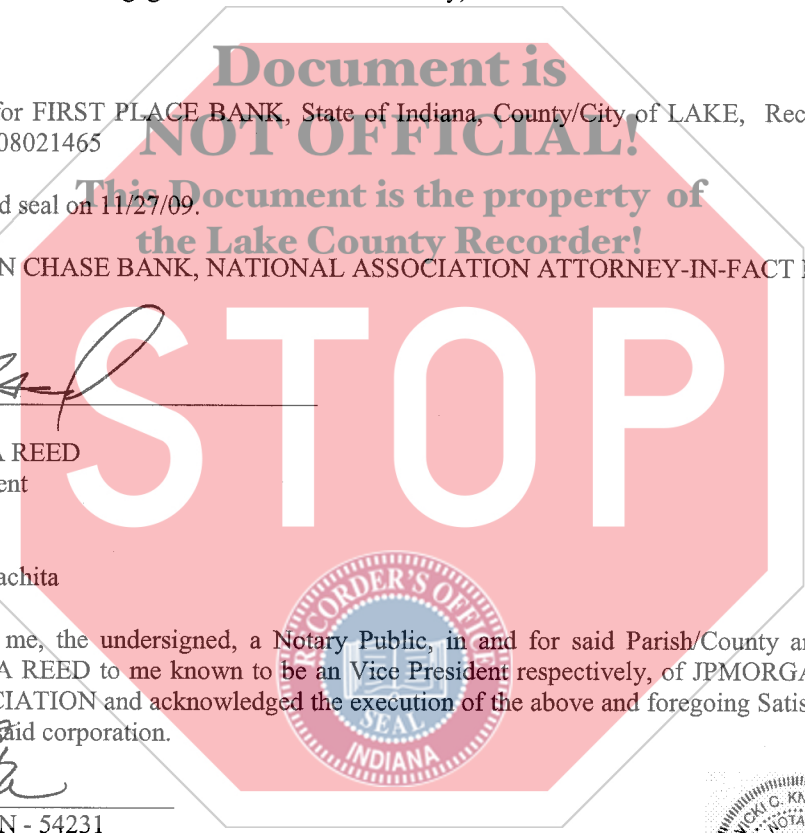 Document is
for FIRST PLACE BANK, State of Indiana, County/City of LAKE, Rec
08021465
NOT OFFICIAL!
This Document is the property of
d seal on 11/27/09.
the Lake County Recorder!
N CHASE BANK, NATIONAL ASSOCIATION ATTORNEY-IN-FACT
STOP
A REED
ent
achita
RECORDER'S OFFICE
me, the undersigned, a Notary Public, in and for said Parish/County
A REED to me known to be an Vice President respectively, of JPMORGA
CIATION and acknowledged the execution of the above and foregoing Satis
SEAL
said corporation.
INDIANA
N - 54231